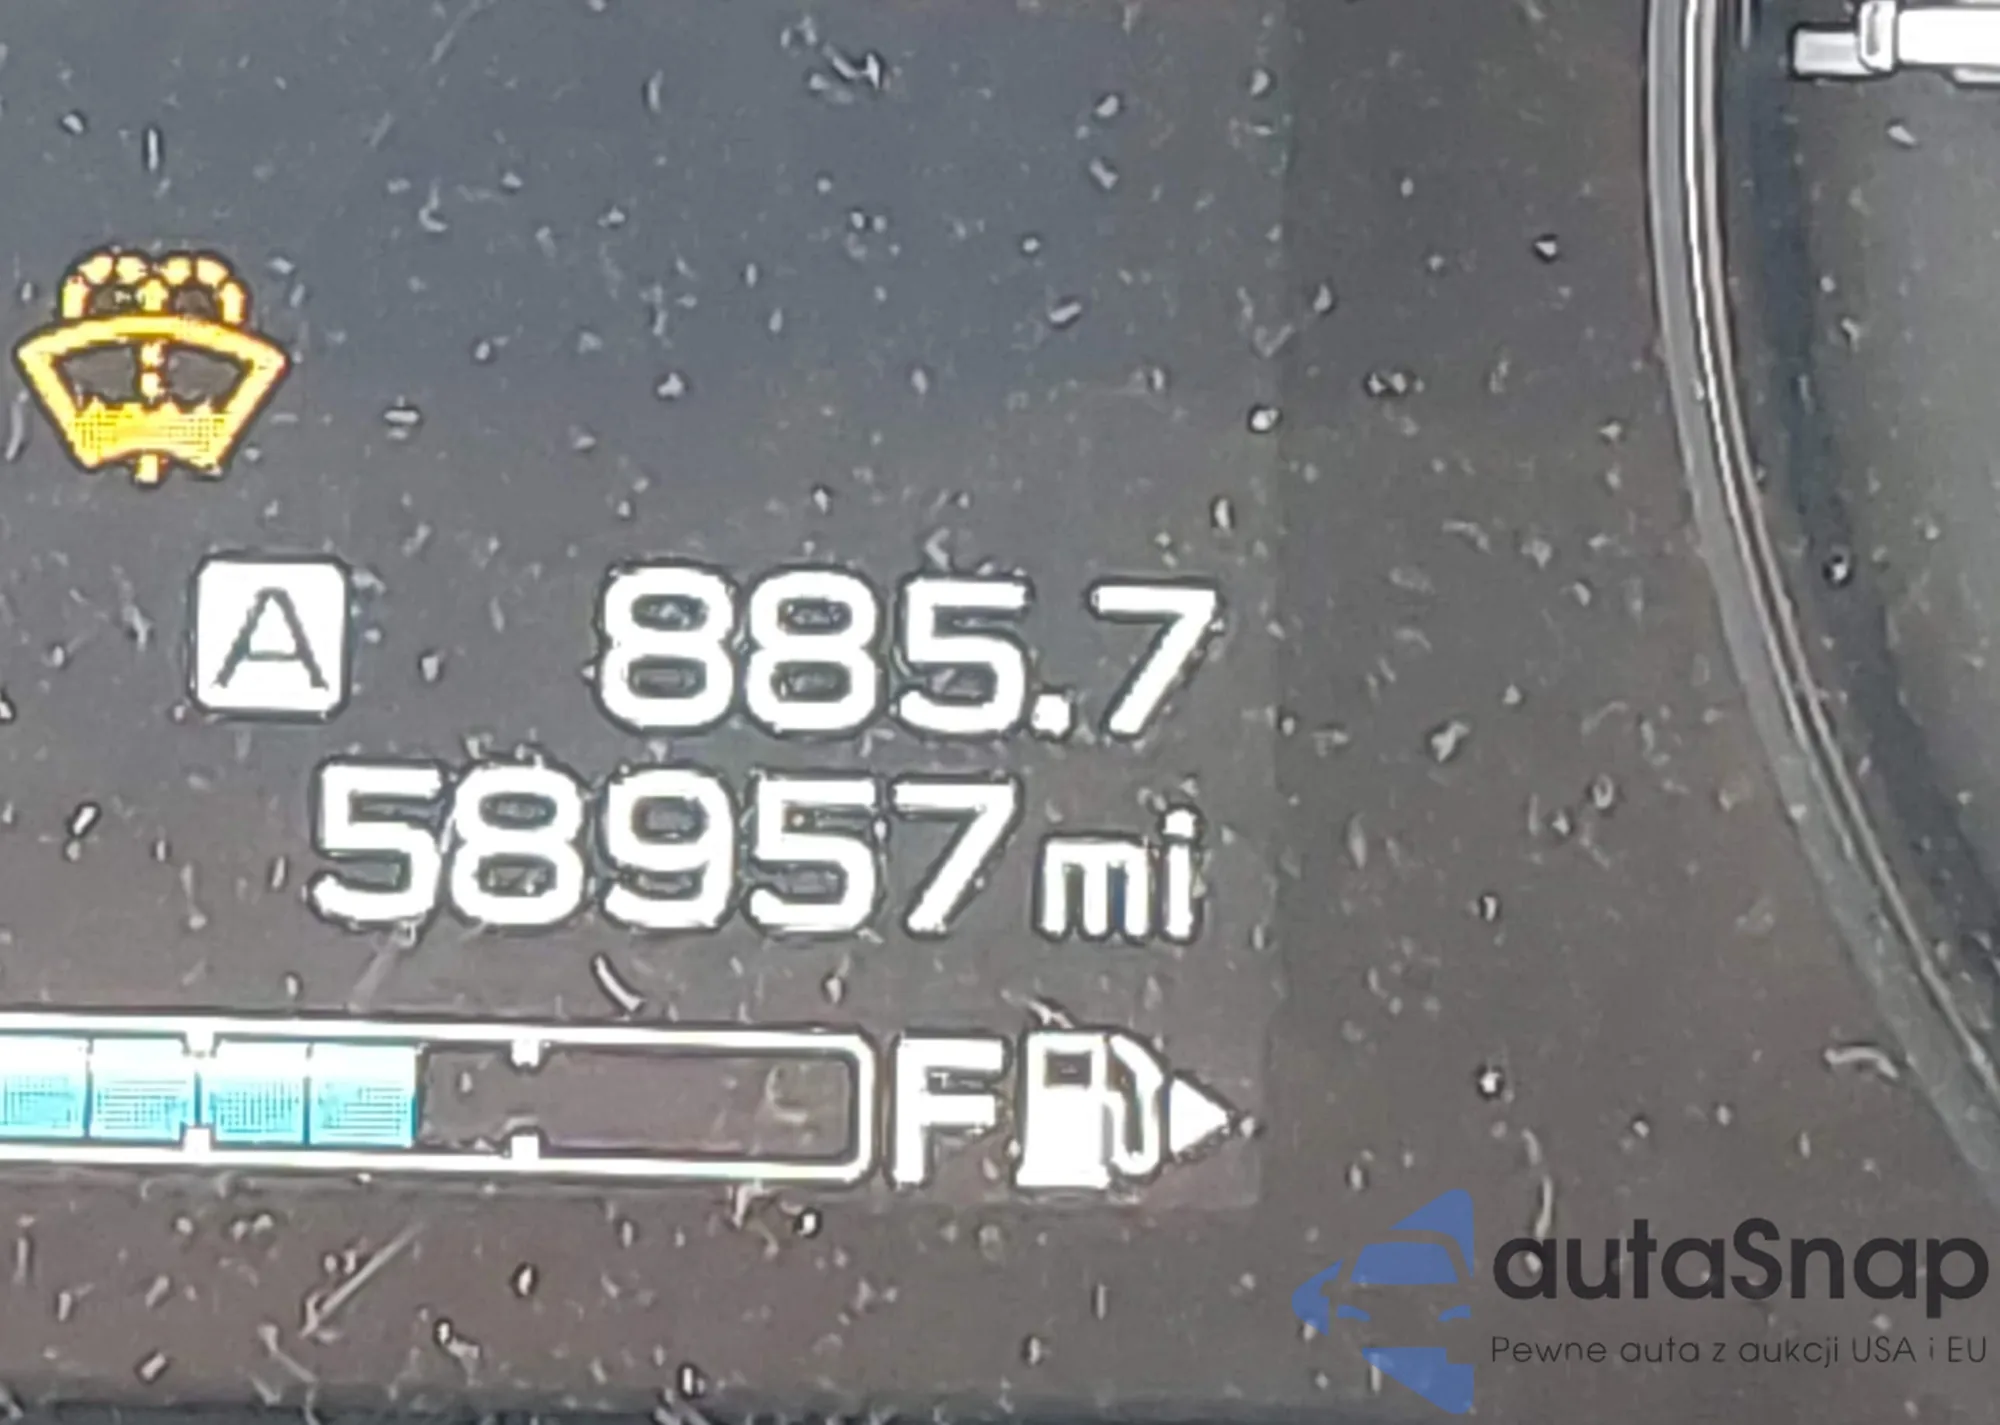 A 885.7
58957 mi
F
autaSnap
Pewne auta z aukcji USA i EU